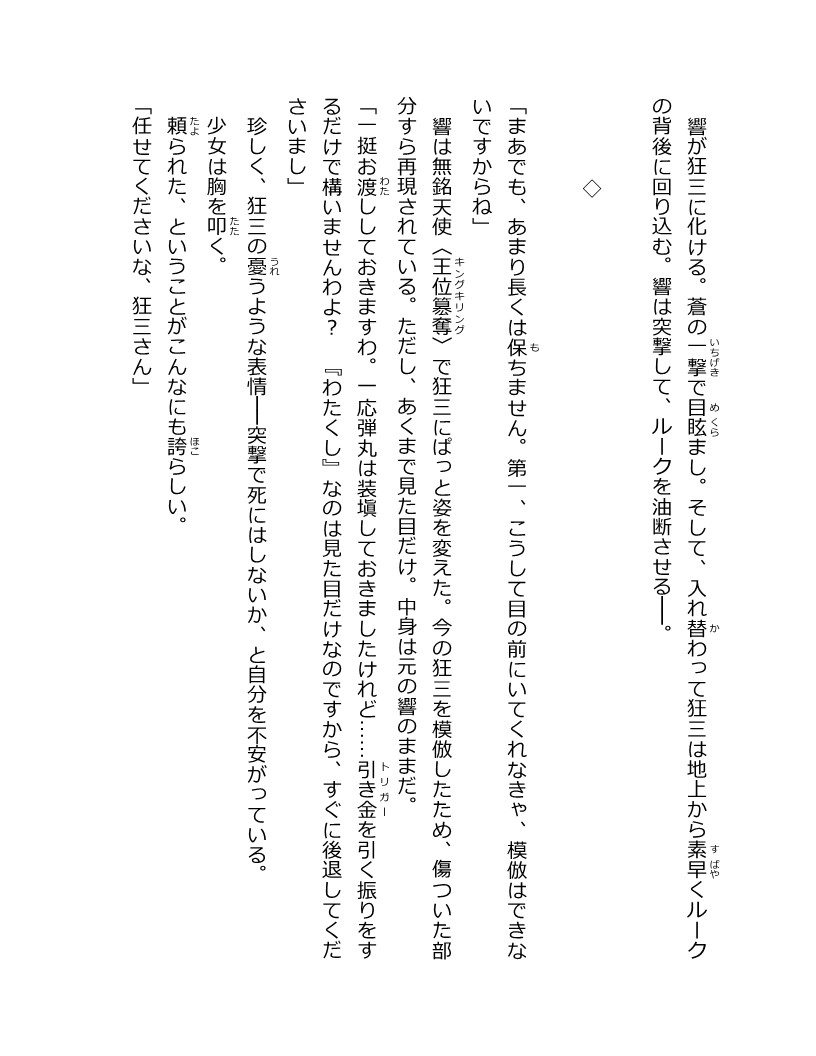 響が狂三に化ける。蒼の一撃で目眩まし。そして、入れ替わって狂三は地上から素早くルーク
の背後に回り込む。響は突撃して、ルークを油断させる――。
◇
「まあでも、あまり長くは保ちません。第一、こうして目の前にいてくれなきゃ、模倣はできな
いですからね」
響は無銘天使〈王位簒奪〉で狂三にぱっと姿を変えた。今の狂三を模倣したため、傷ついた部
分すら再現されている。ただし、あくまで見た目だけ。中身は元の響のままだ。
「一挺お渡ししておきますわ。一応弾丸は装塡しておきましたけれど……引き金を引く振りをす
るだけで構いませんわよ？　『わたくし』なのは見た目だけなのですから、すぐに後退してくだ
さいまし」
珍しく、狂三の憂うような表情――突撃で死にはしないか、と自分を不安がっている。
少女は胸を叩く。
頼られた、ということがこんなにも誇らしい。
「任せてくださいな、狂三さん」